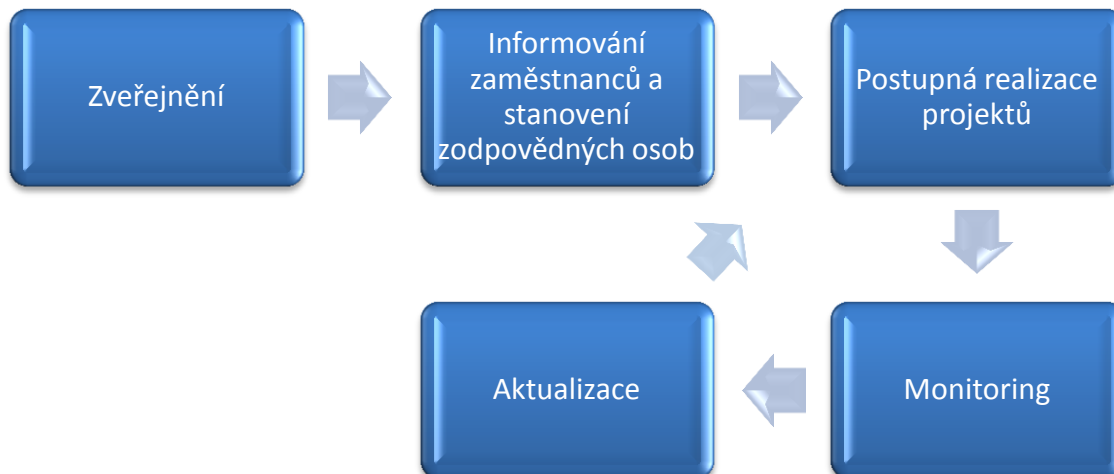 Zveřejnění
Informování
zaměstnanců a
stanovení
zodpovědných osob
Postupná realizace
projektů
Aktualizace
Monitoring